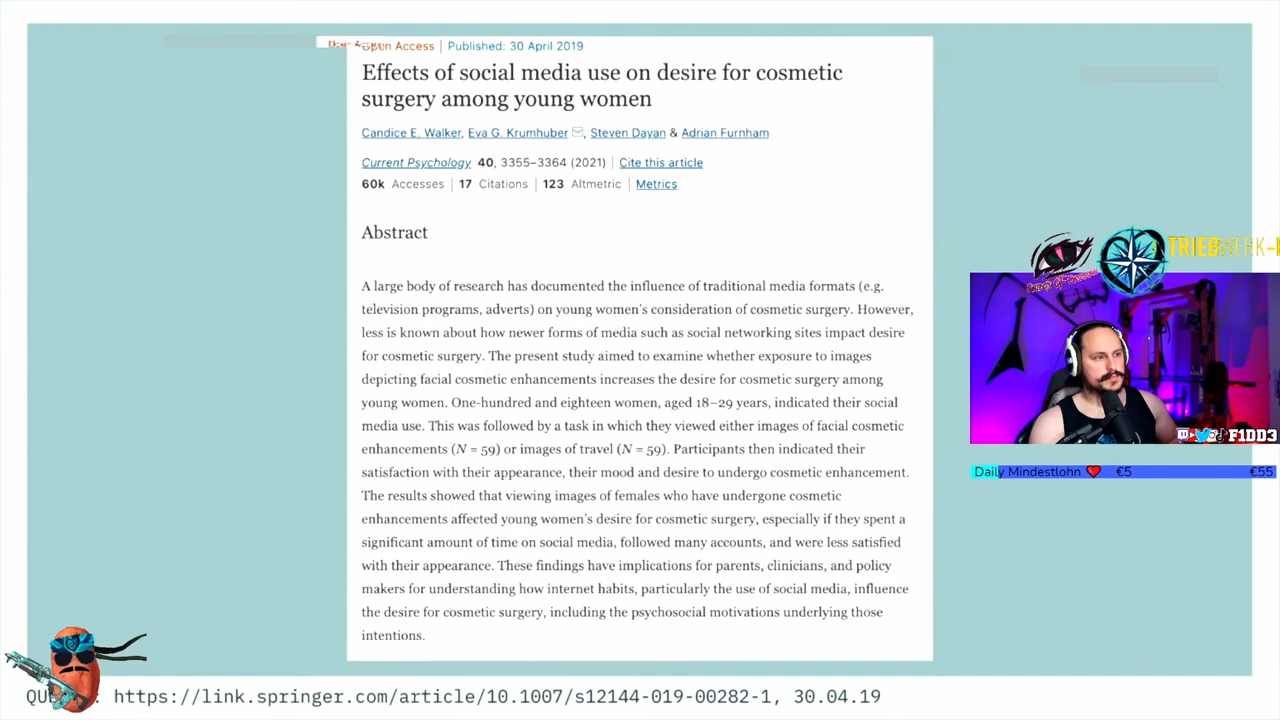 Open Access | Published: 30 April 2019
Effects of social media use on desire for cosmetic
surgery among young women
Candice E. Walker, Eva G. Krumhuber, Steven Dayan & Adrian Furnham
Current Psychology 40, 3355–3364 (2021) | Cite this article
60k Accesses | 17 Citations | 123 Altmetric | Metrics
Abstract
A large body of research has documented the influence of traditional media formats (e.g.
television programs, adverts) on young women's consideration of cosmetic surgery. However,
less is known about how newer forms of media such as social networking sites impact desire
for cosmetic surgery. The present study aimed to examine whether exposure to images
depicting facial cosmetic enhancements increases the desire for cosmetic surgery among
young women. One-hundred and eighteen women, aged 18–29 years, indicated their social
media use. This was followed by a task in which they viewed either images of facial cosmetic
enhancements (N = 59) or images of travel (N = 59). Participants then indicated their
satisfaction with their appearance, their mood and desire to undergo cosmetic enhancement.
The results showed that viewing images of females who have undergone cosmetic
enhancements affected young women's desire for cosmetic surgery, especially if they spent a
significant amount of time on social media, followed many accounts, and were less satisfied
with their appearance. These findings have implications for parents, clinicians, and policy
makers for understanding how internet habits, particularly the use of social media, influence
the desire for cosmetic surgery, including the psychosocial motivations underlying those
intentions.
TRIEBWERK-
F1DD3
Daily Mindestlohn ❤ €5 €55
QU https://link.springer.com/article/10.1007/s12144-019-00282-1, 30.04.19